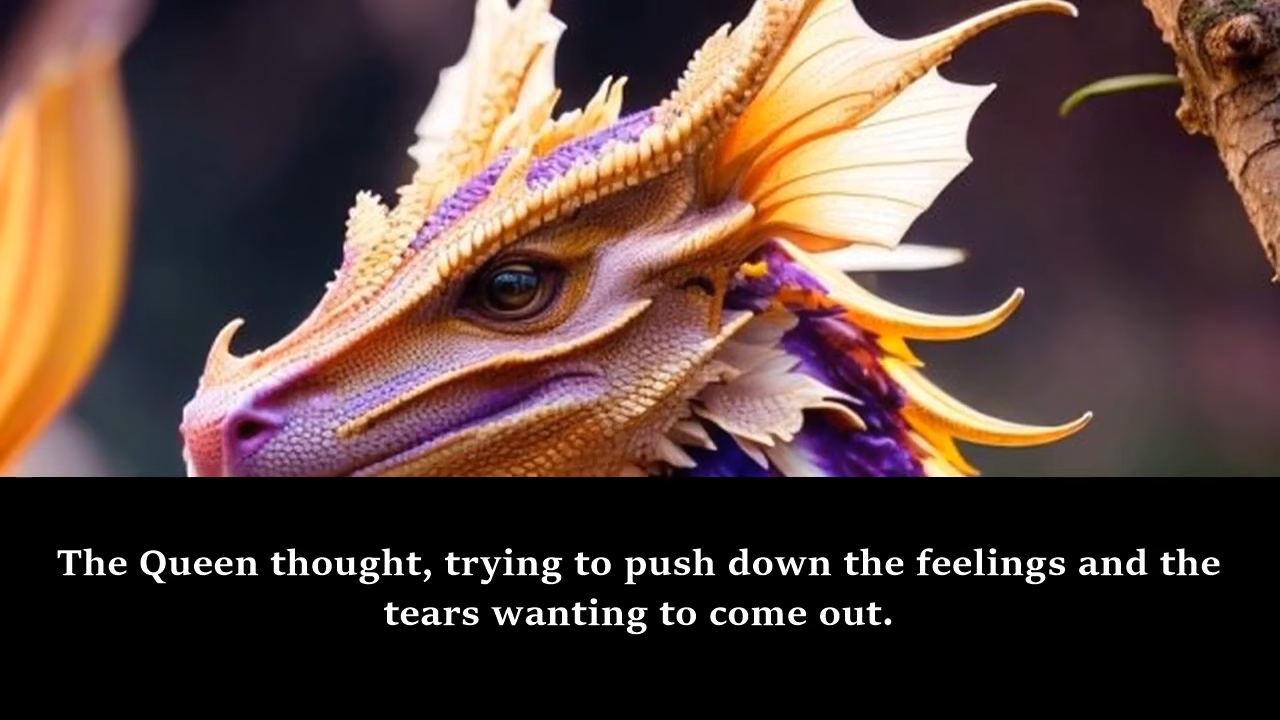 The Queen thought, trying to push down the feelings and the
tears wanting to come out.